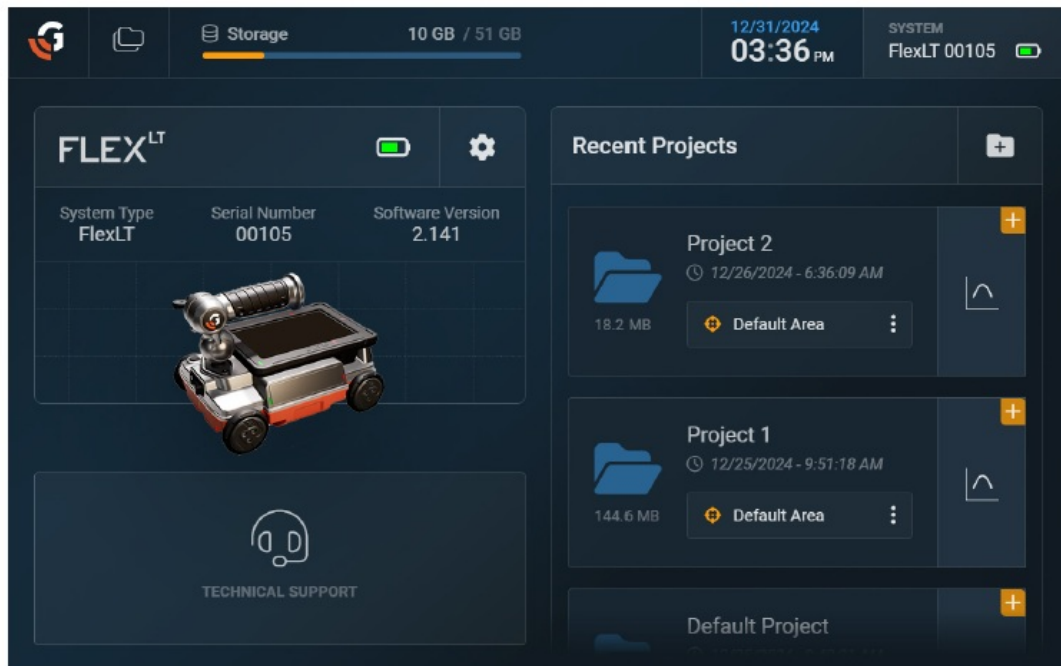 Storage 10 GB / 51 GB
12/31/2024
03:36 PM
SYSTEM
FlexLT 00105
FLEX LT
System Type
FlexLT
Serial Number
00105
Software Version
2.141
TECHNICAL SUPPORT
Recent Projects
Project 2
12/26/2024 - 6:36:09 AM
18.2 MB
Default Area
Project 1
12/25/2024 - 9:51:18 AM
144.6 MB
Default Area
Default Project